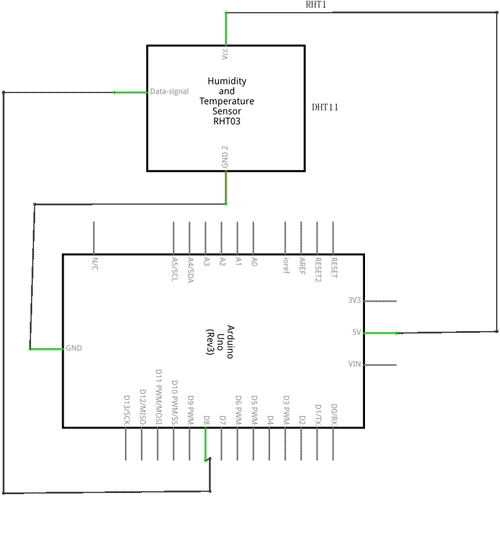 RHT1
Vcc
Humidity
and
Temperature
Sensor
RHT03
Data-signal
DHT11
GND 2
N/C
A5/SCL
A4/SDA
A3
A2
A1
A0
ioref
AREF
RESET2
RESET
3V3
5V
VIN
GND
Arduino
Uno
(Rev3)
D13/SCK
D12/MISO
D11 PWM/MOSI
D10 PWM/SS
D9 PWM
D8
D7
D6 PWM
D5 PWM
D4
D3 PWM
D2
D1/TX
D0/RX